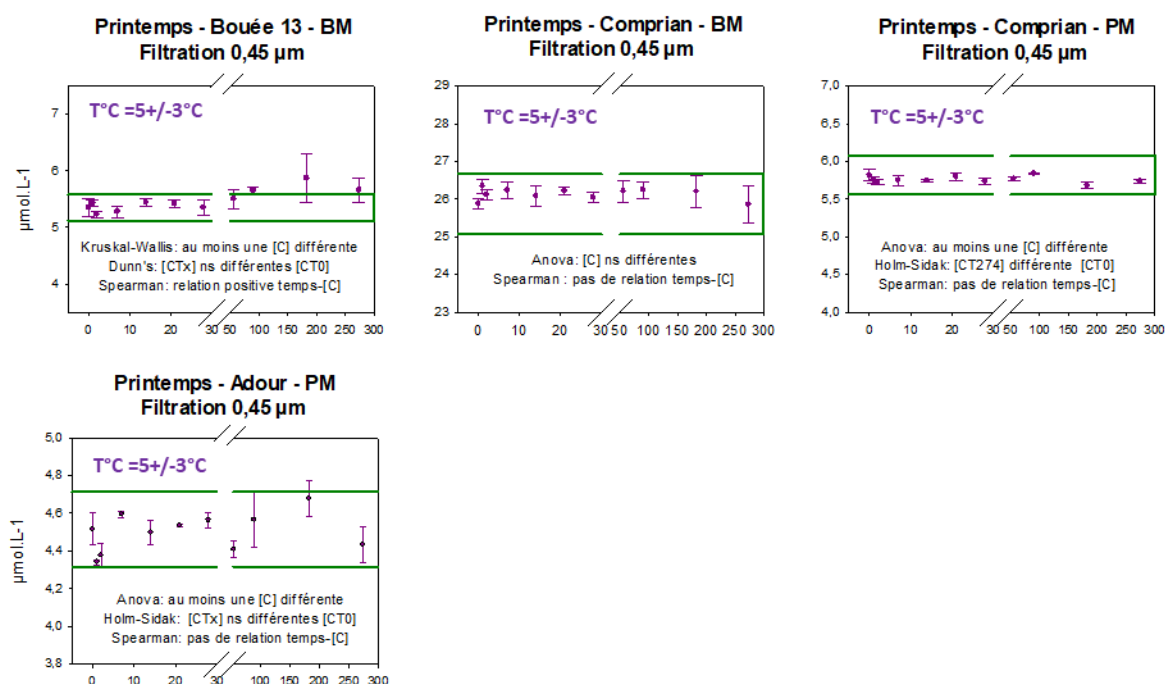 Printemps - Bouée 13 - BM
Filtration 0,45 µm
T°C =5+/-3°C
7
6
5
4
µmol.L-1
Kruskal-Wallis: au moins une [C] différente
Dunn's: [CTx] ns différentes [CT0]
Spearman: relation positive temps-[C]
0 10 20 30 50 100 150 200 250 300
Printemps - Comprian - BM
Filtration 0,45 µm
T°C =5+/-3°C
29
28
27
26
25
24
23
Anova: [C] ns différentes
Spearman : pas de relation temps-[C]
0 10 20 30 50 100 150 200 250 300
Printemps - Comprian - PM
Filtration 0,45 µm
T°C =5+/-3°C
7,0
6,5
6,0
5,5
5,0
4,5
4,0
Anova: au moins une [C] différente
Holm-Sidak: [CT274] différente [CT0]
Spearman: pas de relation temps-[C]
0 10 20 30 50 100 150 200 250 300
Printemps - Adour - PM
Filtration 0,45 µm
T°C =5+/-3°C
5,0
4,8
4,6
4,4
4,2
4,0
3,8
µmol.L-1
Anova: au moins une [C] différente
Holm-Sidak: [CTx] ns différentes [CT0]
Spearman: pas de relation temps-[C]
0 10 20 30 50 100 150 200 250 300